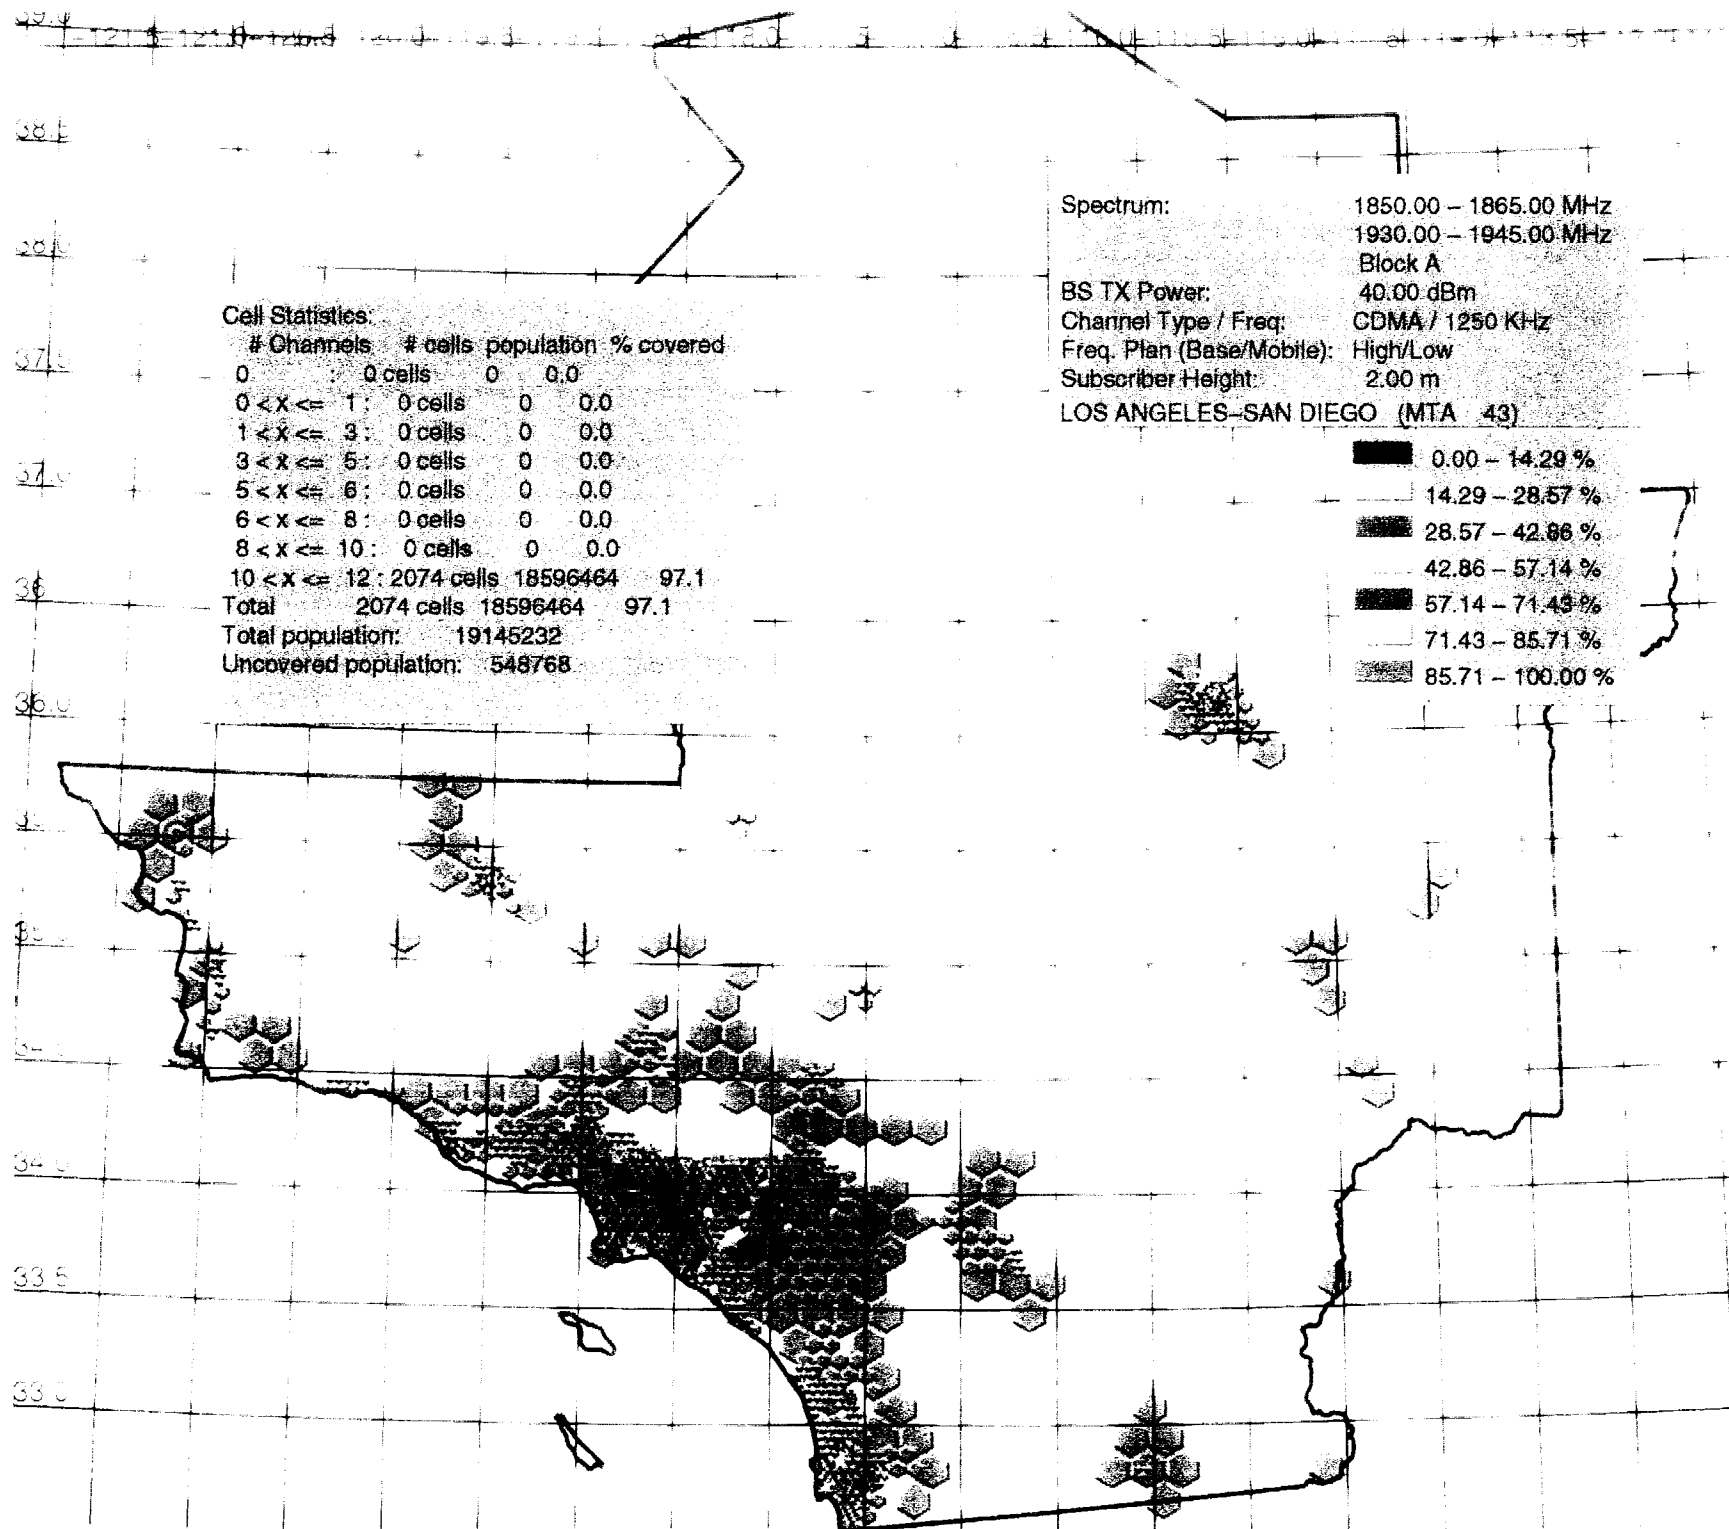 39.0
38.5
38.0
Spectrum: 1850.00 – 1865.00 MHz
1930.00 – 1945.00 MHz
Block A
BS TX Power: 40.00 dBm
Channel Type / Freq: CDMA / 1250 KHz
Freq. Plan (Base/Mobile): High/Low
Subscriber Height: 2.00 m
LOS ANGELES–SAN DIEGO (MTA 43)
0.00 – 14.29 %
14.29 – 28.57 %
28.57 – 42.86 %
42.86 – 57.14 %
57.14 – 71.43 %
71.43 – 85.71 %
85.71 – 100.00 %
Cell Statistics:
# Channels # cells population % covered
0 : 0 cells 0 0.0
0 < x <= 1 : 0 cells 0 0.0
1 < x <= 3 : 0 cells 0 0.0
3 < x <= 5 : 0 cells 0 0.0
5 < x <= 6 : 0 cells 0 0.0
6 < x <= 8 : 0 cells 0 0.0
8 < x <= 10 : 0 cells 0 0.0
10 < x <= 12 : 2074 cells 18596464 97.1
Total 2074 cells 18596464 97.1
Total population: 19145232
Uncovered population: 548768
37.5
37.0
36
36.0
34.0
33.5
33.0